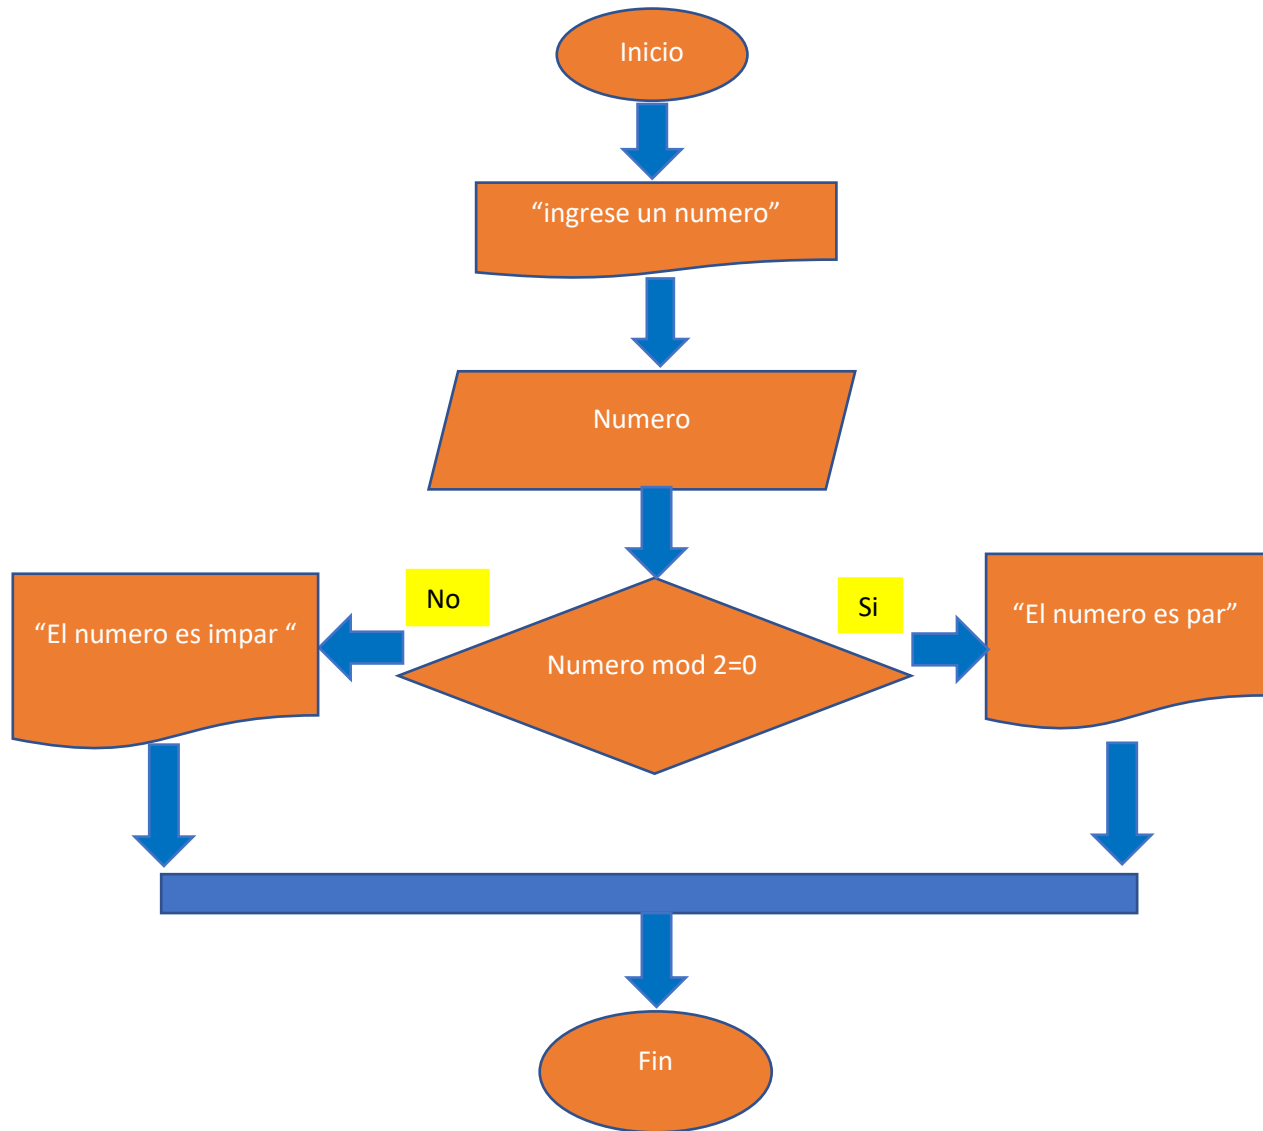 Inicio
“ingrese un numero”
Numero
No
Si
“El numero es impar “
Numero mod 2=0
“El numero es par”
Fin